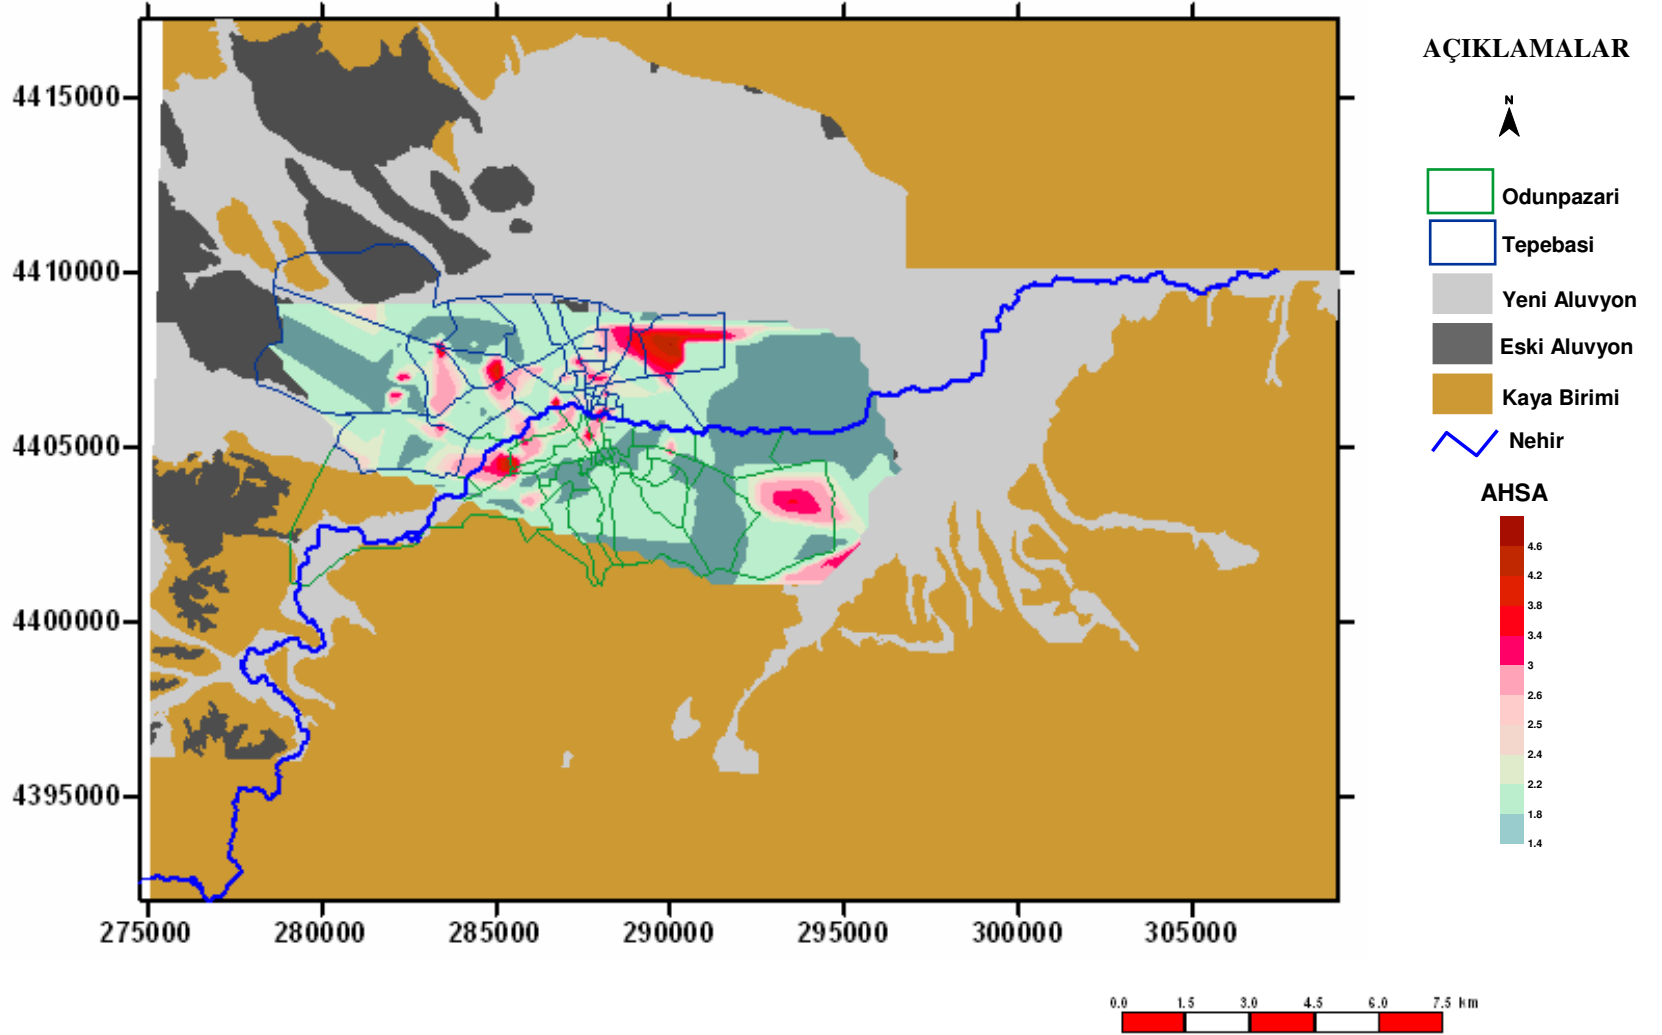 AÇIKLAMALAR
N
Odunpazari
Tepebasi
Yeni Aluvyon
Eski Aluvyon
Kaya Birimi
Nehir
AHSA
4.6
4.2
3.8
3.4
3
2.6
2.5
2.4
2.2
1.8
1.4
4415000
4410000
4405000
4400000
4395000
275000 280000 285000 290000 295000 300000 305000
0.0 1.5 3.0 4.5 6.0 7.5 km